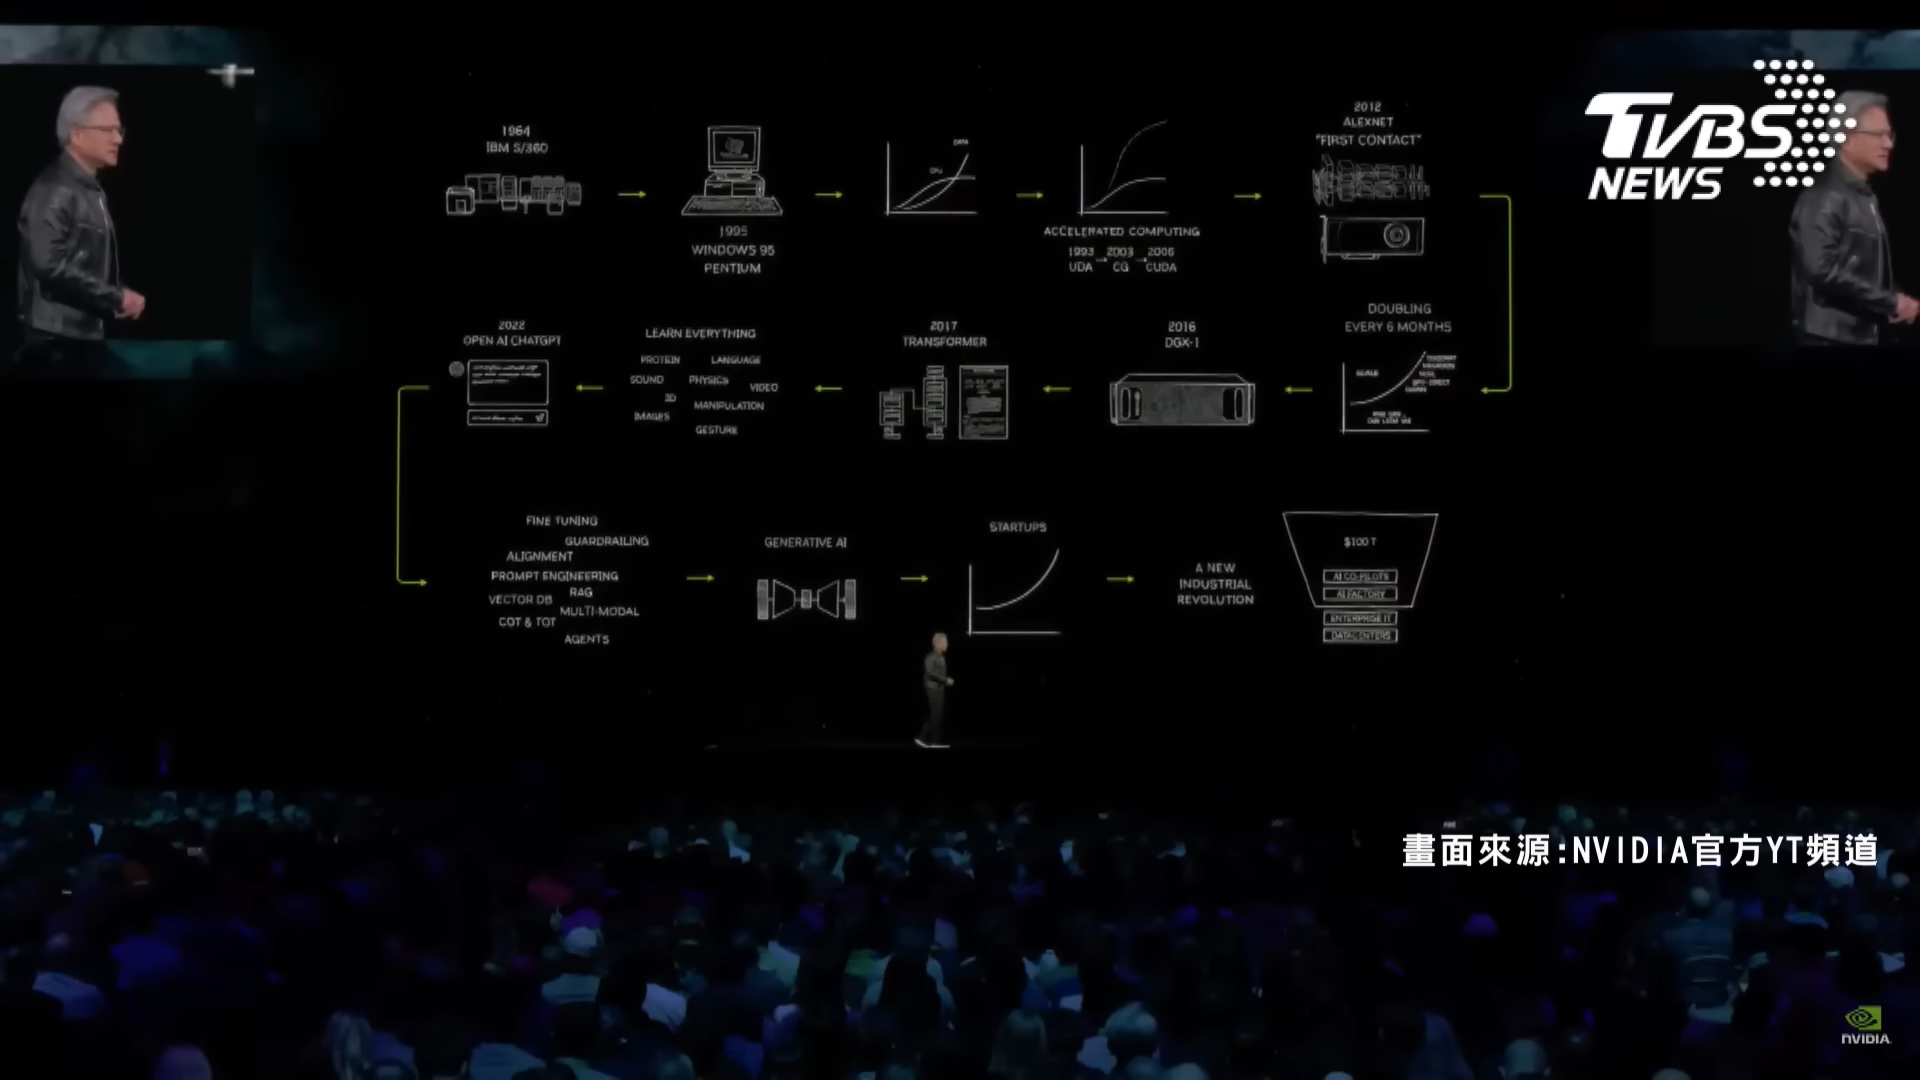 TVBS
NEWS
1964
IBM S/360
1995
WINDOWS 95
PENTIUM
DATA
CPU
ACCELERATED COMPUTING
1993 2003 2006
UDA CG CUDA
2012
ALEXNET
"FIRST CONTACT"
DOUBLING
EVERY 6 MONTHS
SCALE
2016
DGX-1
2017
TRANSFORMER
LEARN EVERYTHING
PROTEIN LANGUAGE
SOUND PHYSICS VIDEO
3D MANIPULATION
IMAGES
GESTURE
2022
OPEN AI CHATGPT
FINE TUNING
GUARDRAILING
ALIGNMENT
PROMPT ENGINEERING
RAG
VECTOR DB
MULTI-MODAL
COT & TOT
AGENTS
GENERATIVE AI
STARTUPS
A NEW
INDUSTRIAL
REVOLUTION
$100 T
AI CO-PILOTS
AI FACTORY
ENTERPRISE IT
DATACENTERS
畫面來源:NVIDIA官方YT頻道
NVIDIA